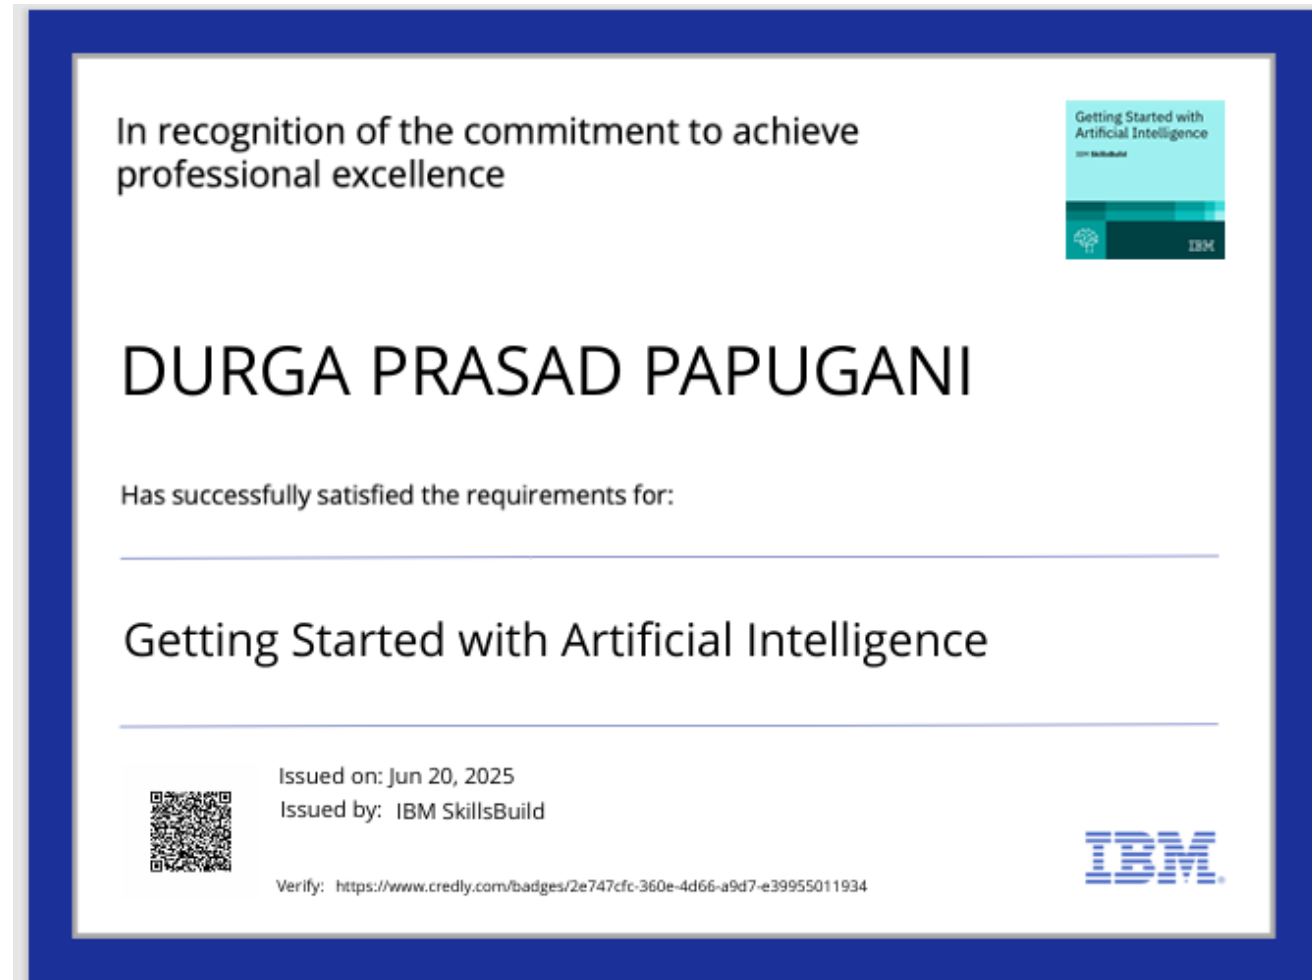 In recognition of the commitment to achieve
professional excellence
Getting Started with
Artificial Intelligence
IBM SkillsBuild
IBM
DURGA PRASAD PAPUGANI
Has successfully satisfied the requirements for:
Getting Started with Artificial Intelligence
Issued on: Jun 20, 2025
Issued by: IBM SkillsBuild
Verify: https://www.credly.com/badges/2e747cfc-360e-4d66-a9d7-e39955011934
IBM.